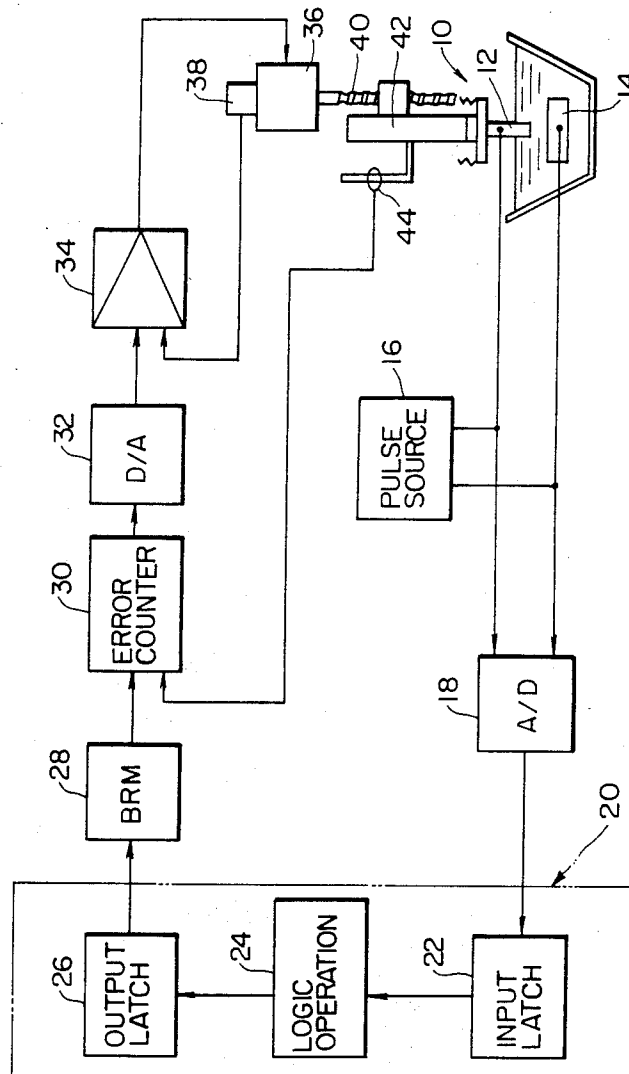 34
38
36
40
42
10
12
14
44
32
D/A
30
ERROR
COUNTER
28
BRM
26
OUTPUT
LATCH
24
LOGIC
OPERATION
22
INPUT
LATCH
20
18
A/D
16
PULSE
SOURCE